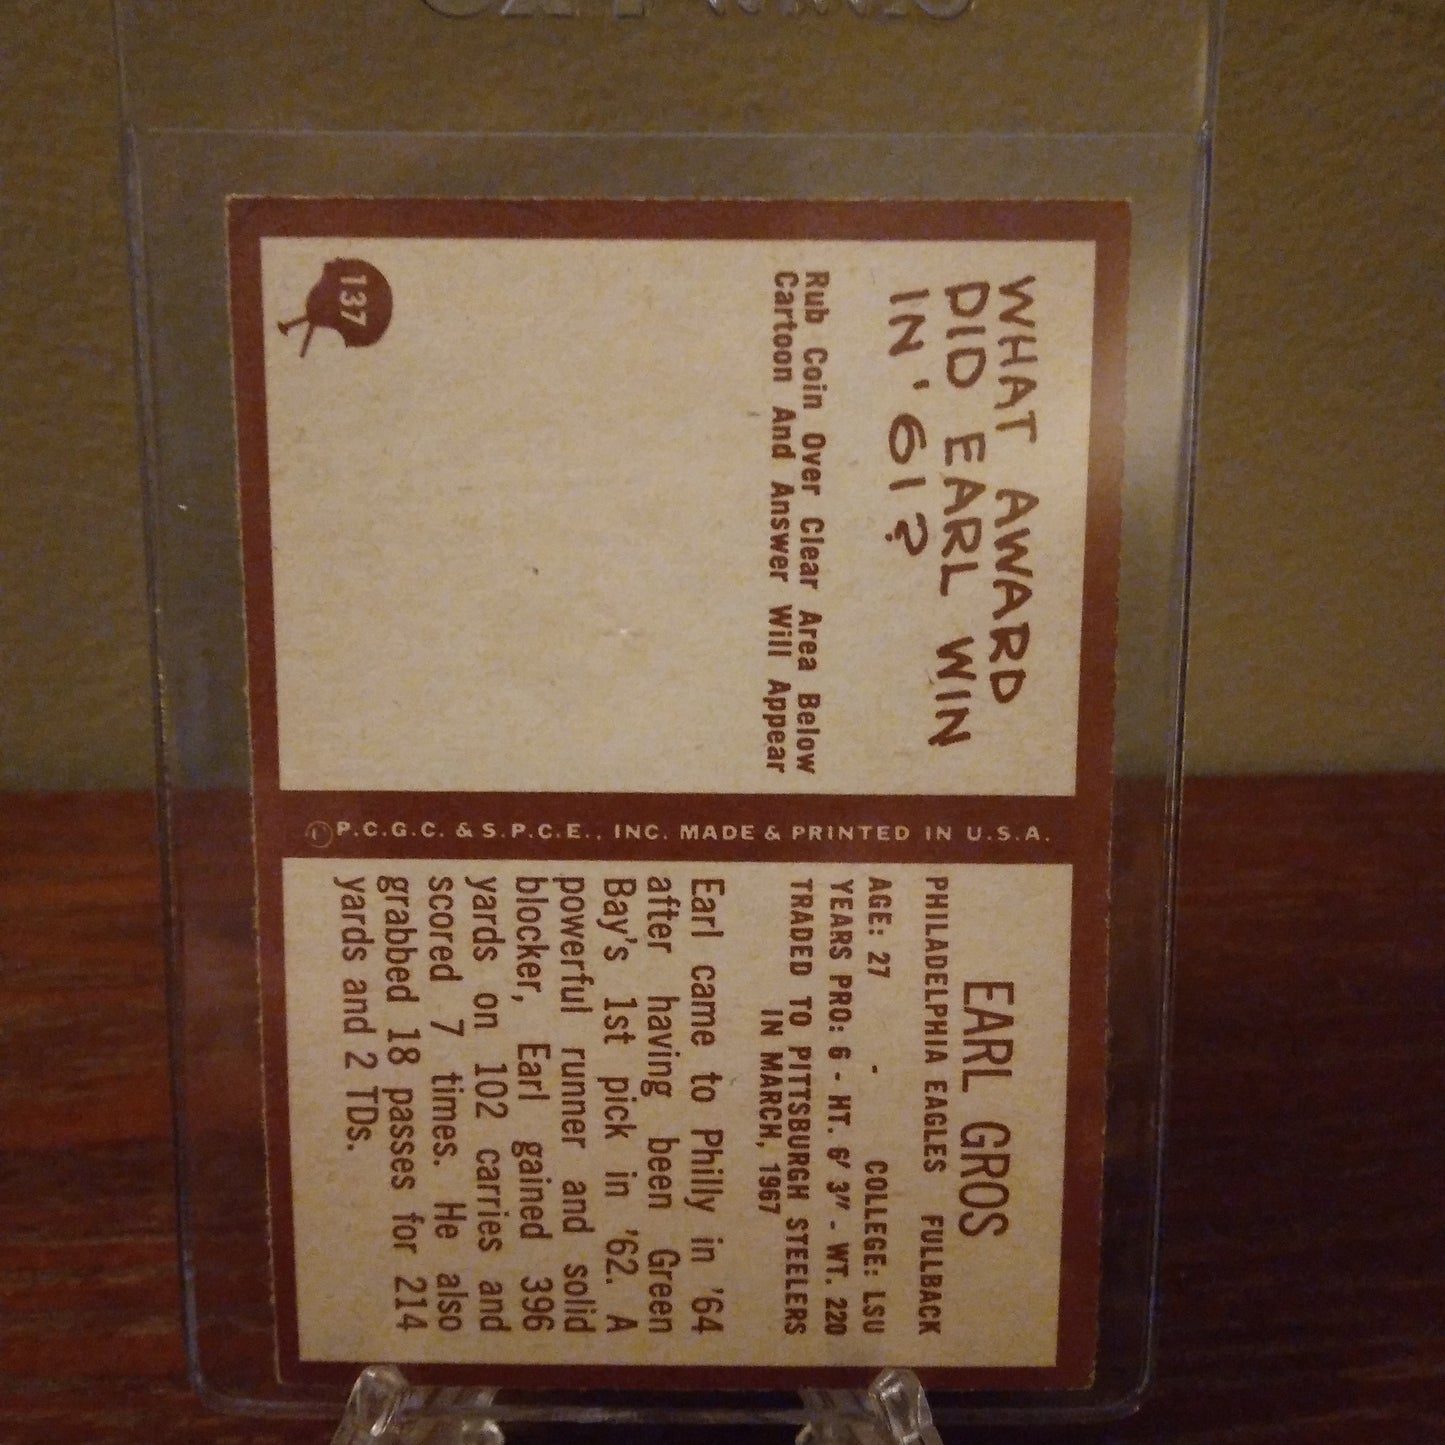 WHAT AWARD
DID EARL WIN
IN '61?
Rub Coin Over Clear Area Below
Cartoon And Answer Will Appear
137
P.C.G.C. & S.P.C.E., INC. MADE & PRINTED IN U.S.A.
EARL GROS
PHILADELPHIA EAGLES FULLBACK
AGE: 27 - COLLEGE: LSU
YEARS PRO: 6 - HT. 6' 3" - WT. 220
TRADED TO PITTSBURGH STEELERS
IN MARCH, 1967
Earl came to Philly in '64
after having been Green
Bay's 1st pick in '62. A
powerful runner and solid
blocker, Earl gained 396
yards on 102 carries and
scored 7 times. He also
grabbed 18 passes for 214
yards and 2 TDs.